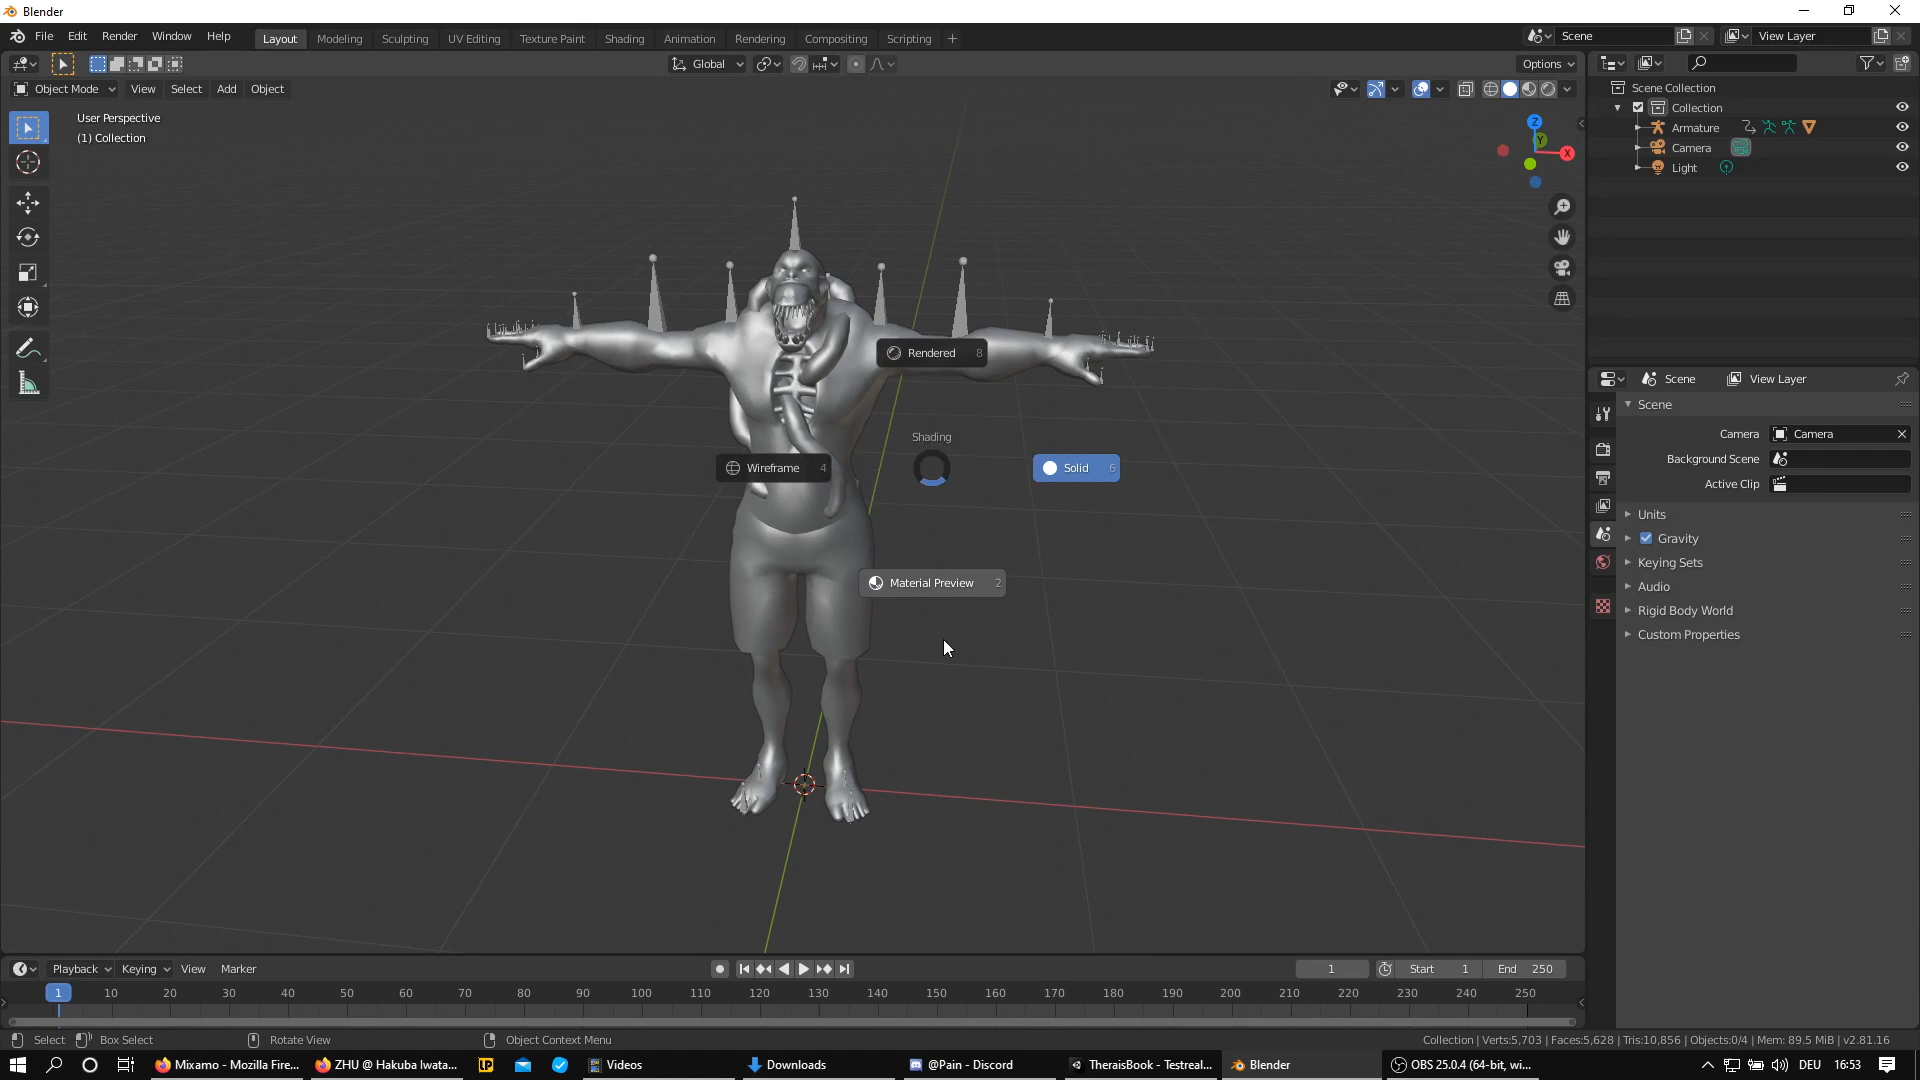 Blender
File Edit Render Window Help
Layout Modeling Sculpting UV Editing Texture Paint Shading Animation Rendering Compositing Scripting +
Scene
View Layer
Global
Options
Object Mode View Select Add Object
User Perspective
(1) Collection
Z
Y
X
Rendered 8
Shading
Wireframe 4
Solid 6
Material Preview 2
Scene Collection
Collection
Armature
Camera
Light
Scene View Layer
Scene
Camera Camera
Background Scene
Active Clip
Units
Gravity
Keying Sets
Audio
Rigid Body World
Custom Properties
Playback Keying View Marker
1 Start 1 End 250
1 10 20 30 40 50 60 70 80 90 100 110 120 130 140 150 160 170 180 190 200 210 220 230 240 250
Select Box Select Rotate View Object Context Menu
Collection | Verts:5,703 | Faces:5,628 | Tris:10,856 | Objects:0/4 | Mem: 89.5 MiB | v2.81.16
Mixamo - Mozilla Fire... ZHU @ Hakuba Iwata... Videos Downloads @Pain - Discord TheraisBook - Testreal... Blender OBS 25.0.4 (64-bit, wi... DEU 16:53